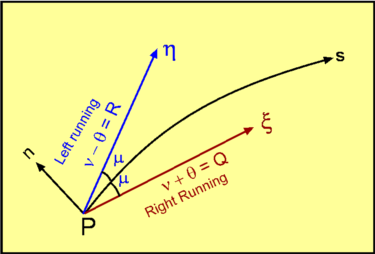 η
s
ξ
n
Left running
ν − θ = R
μ
μ
ν + θ = Q
Right Running
P